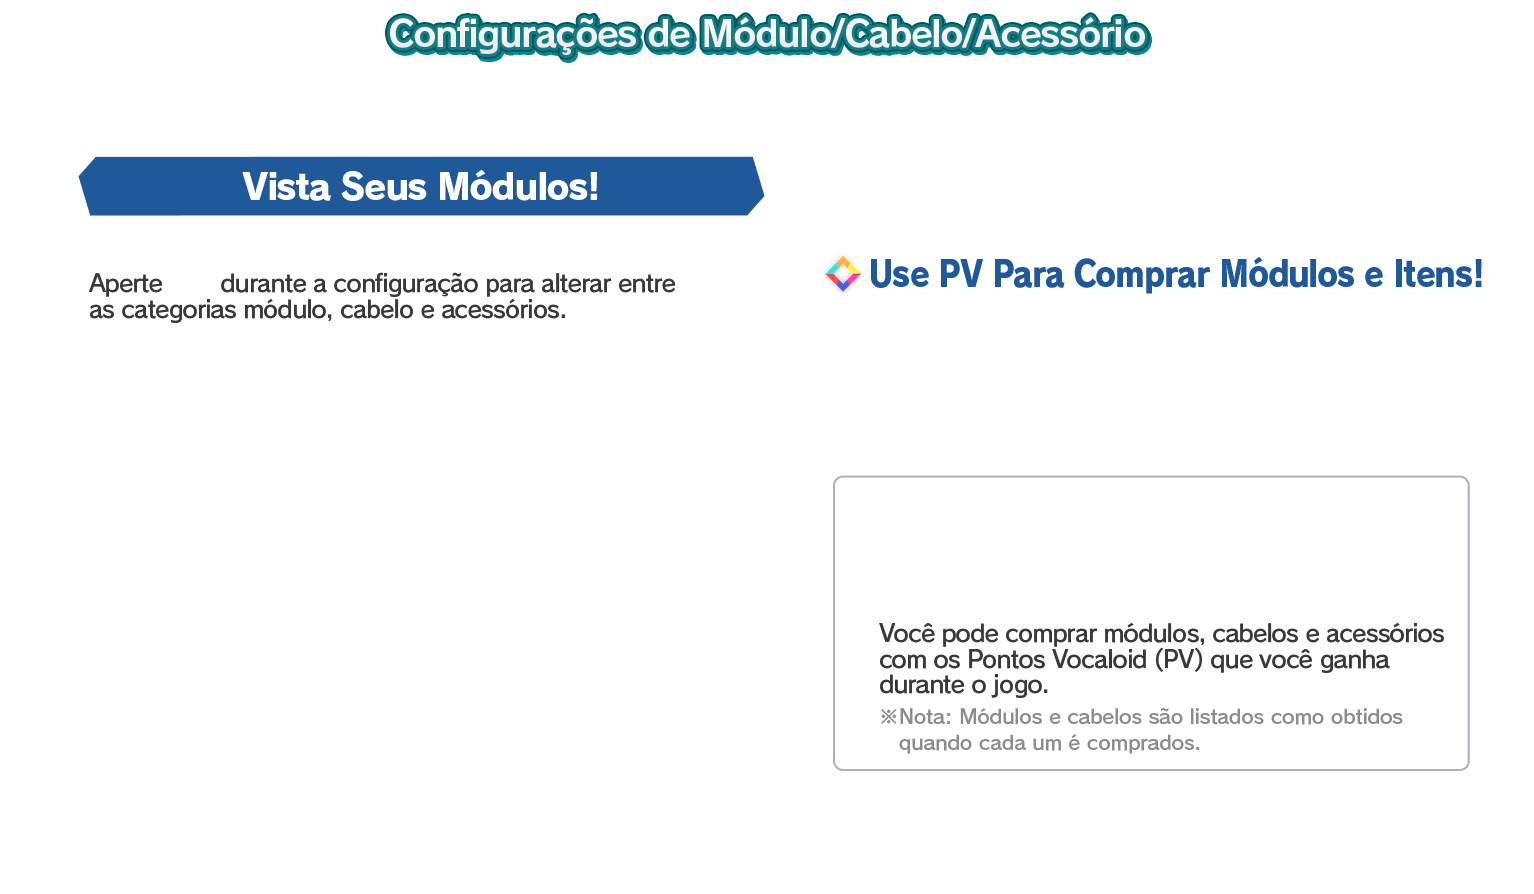 Configurações de Módulo/Cabelo/Acessório
Vista Seus Módulos!
Aperte durante a configuração para alterar entre
as categorias módulo, cabelo e acessórios.
Use PV Para Comprar Módulos e Itens!
Você pode comprar módulos, cabelos e acessórios
com os Pontos Vocaloid (PV) que você ganha
durante o jogo.
※Nota: Módulos e cabelos são listados como obtidos
quando cada um é comprados.